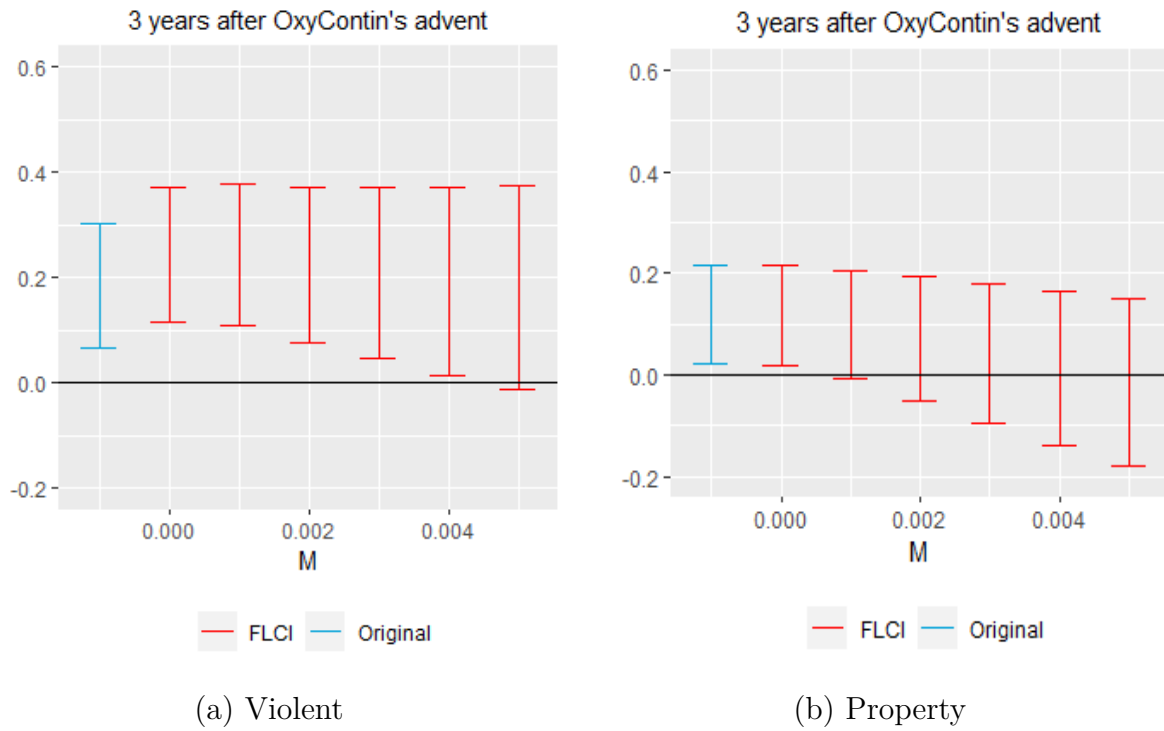 3 years after OxyContin's advent
0.6
0.4
0.2
0.0
-0.2
0.000 0.002 0.004
M
FLCI Original
(a) Violent
3 years after OxyContin's advent
0.6
0.4
0.2
0.0
-0.2
0.000 0.002 0.004
M
FLCI Original
(b) Property